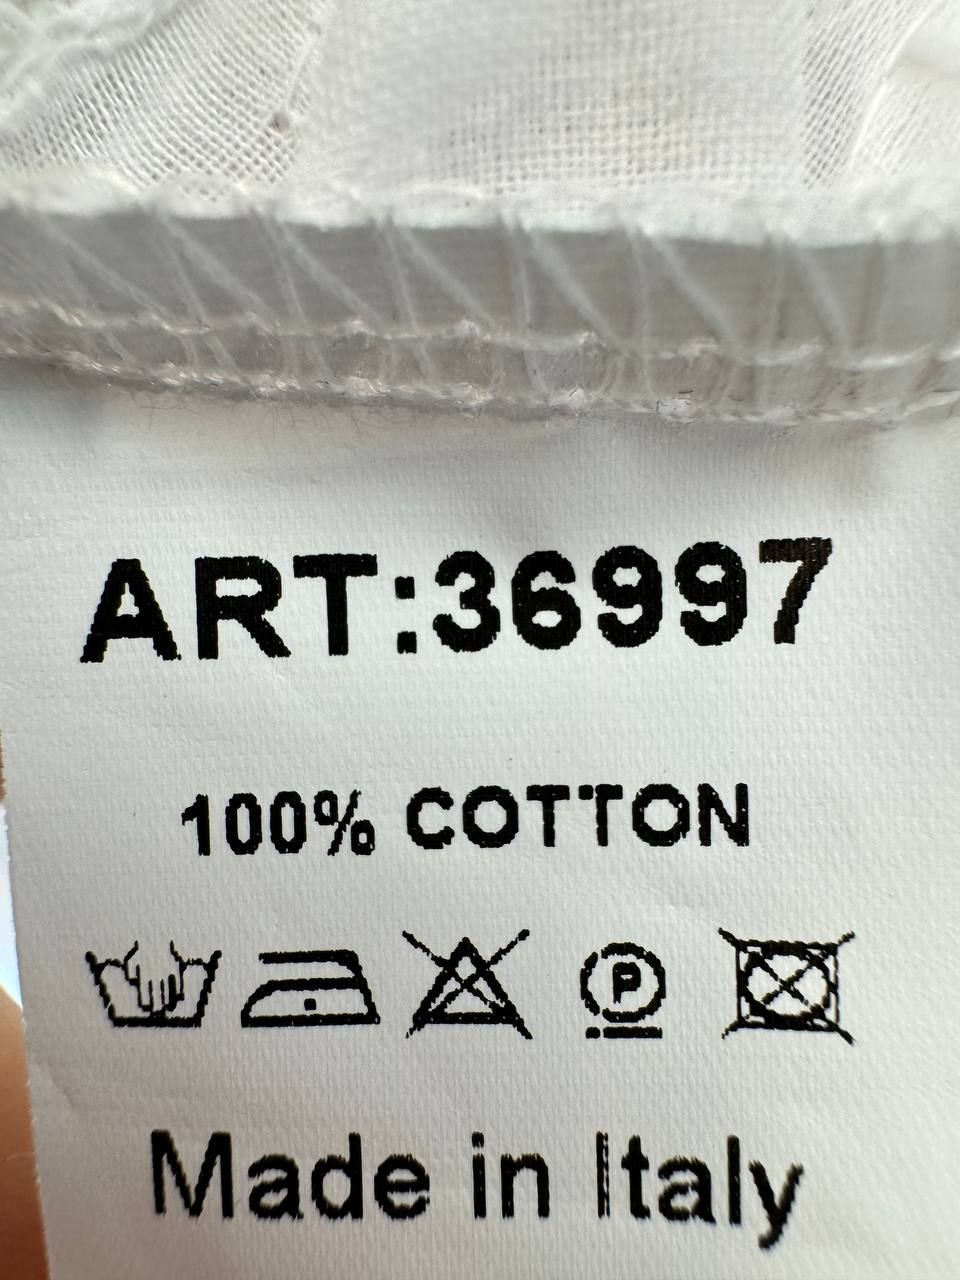 ART:36997
100% COTTON
P
Made in Italy